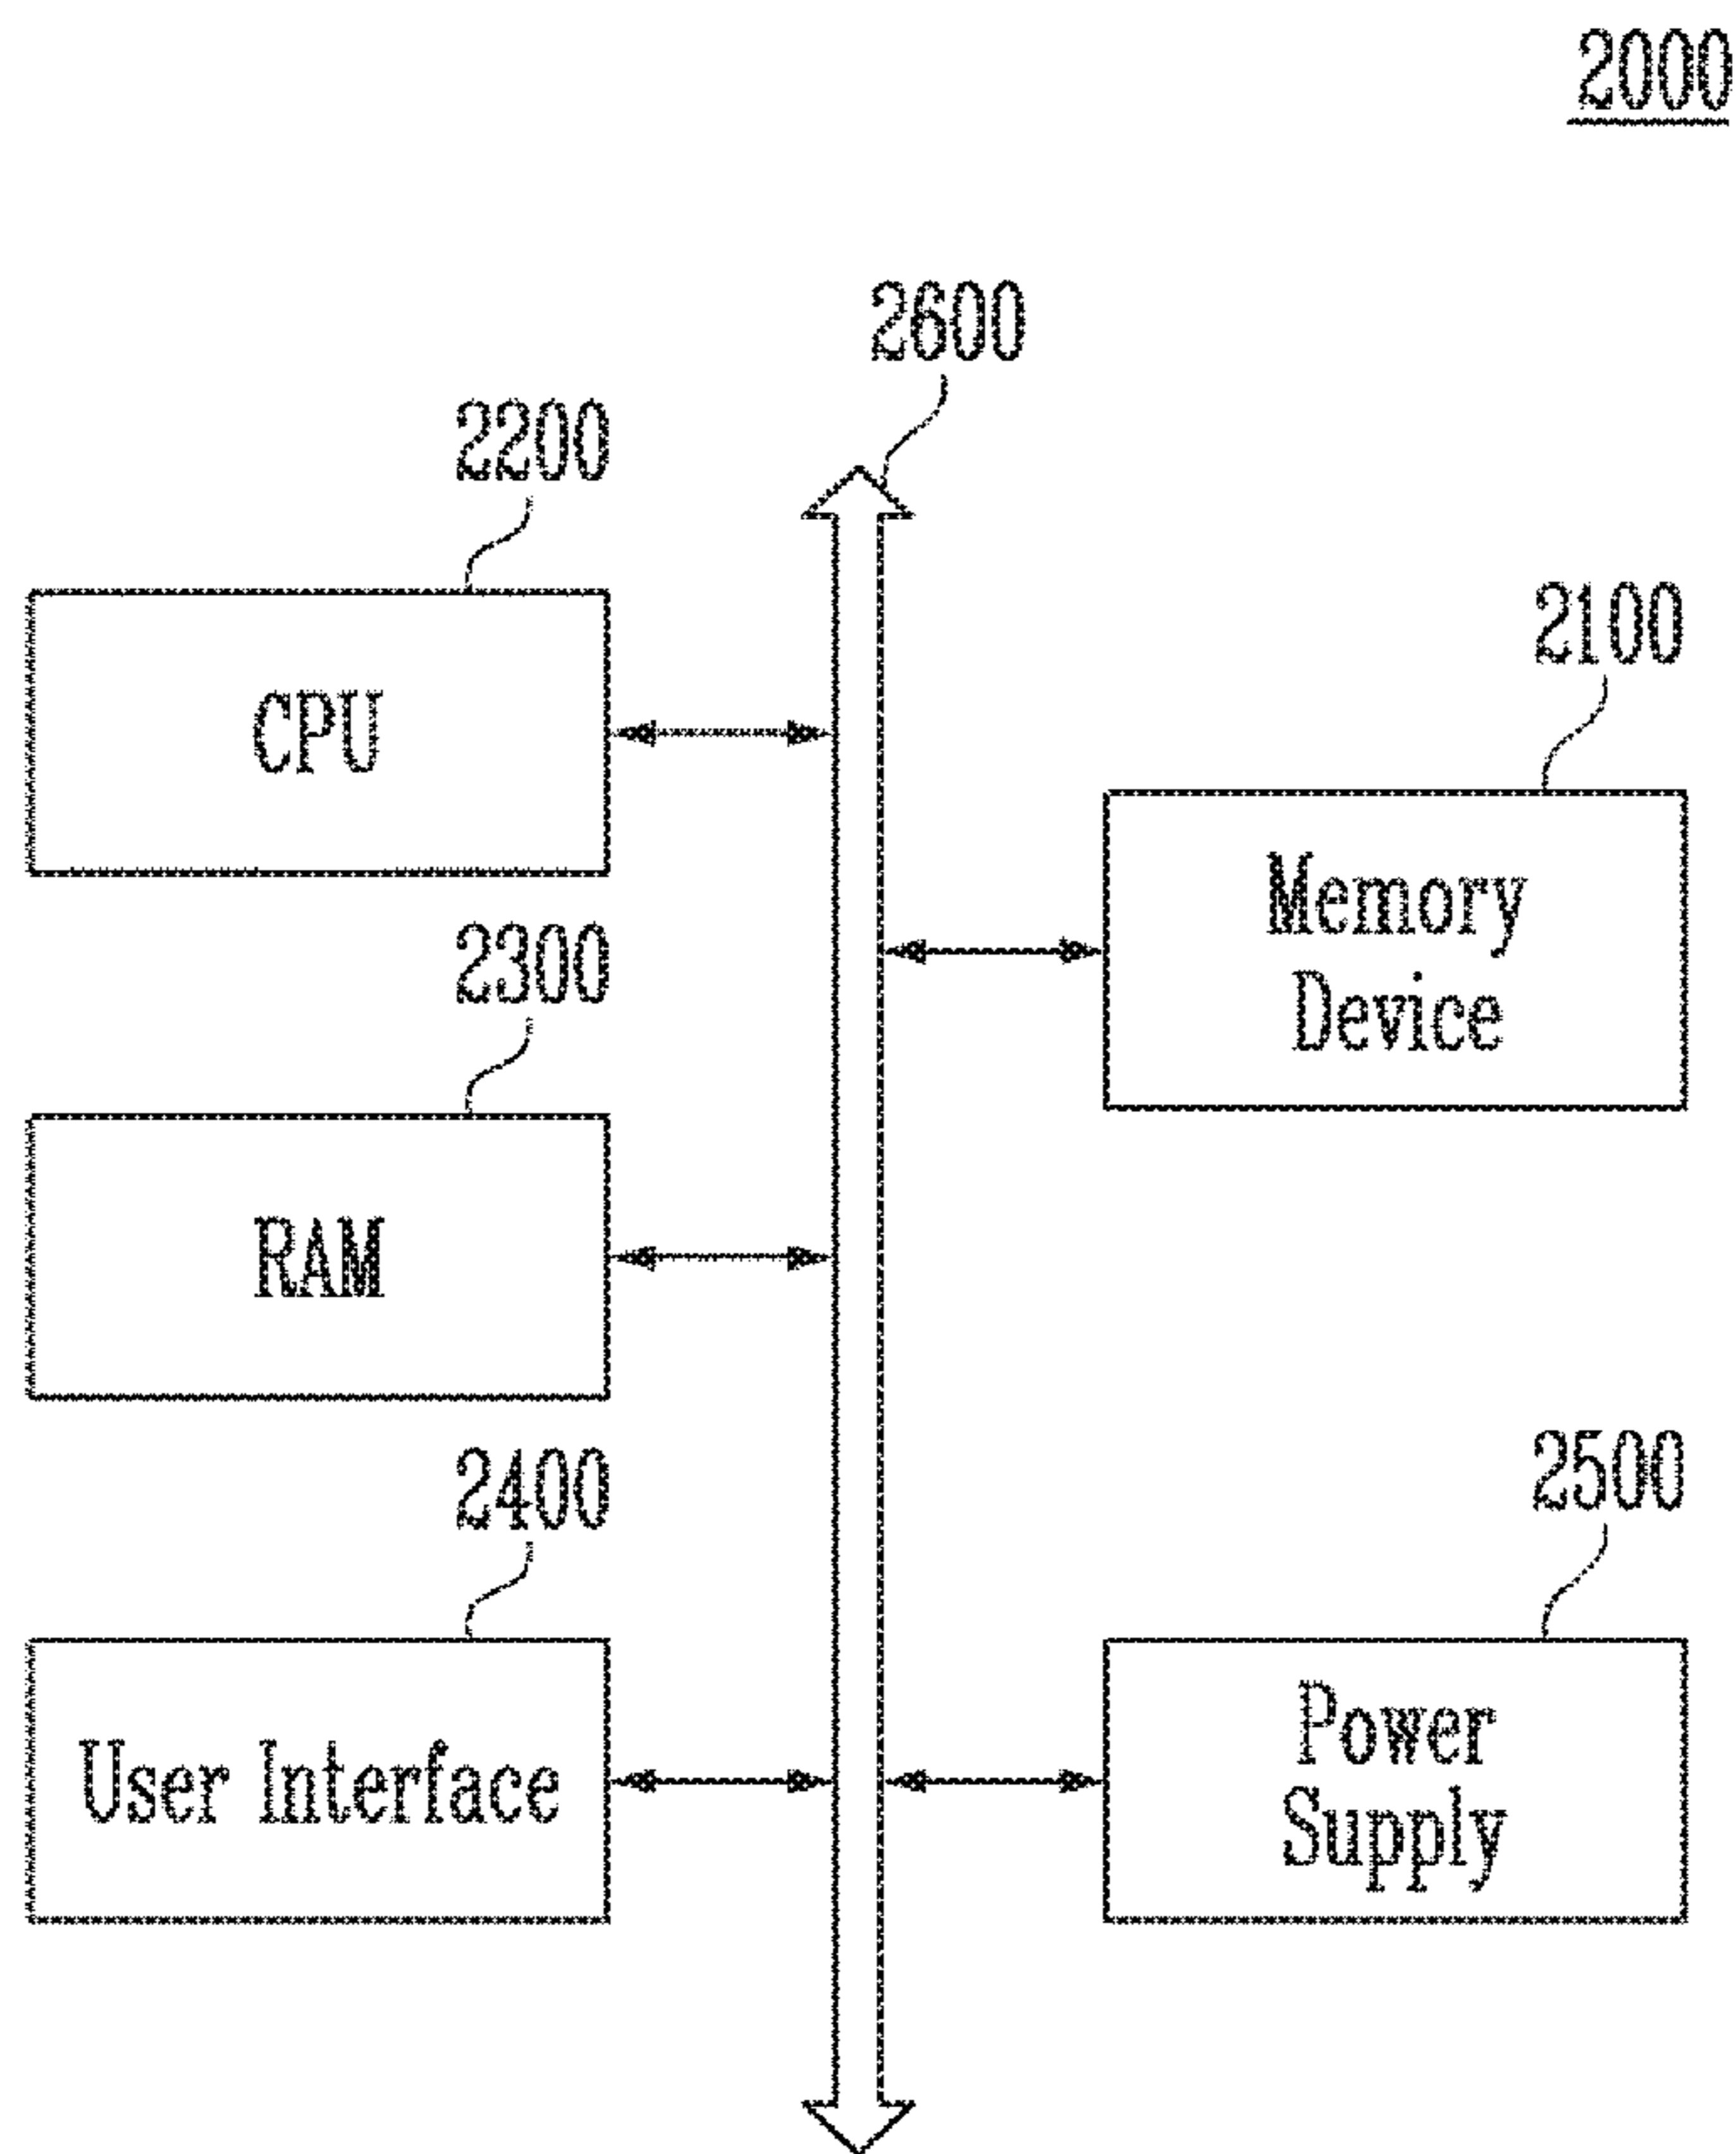 2000
2600
2200
CPU
2100
Memory
Device
2300
RAM
2400
User Interface
2500
Power
Supply